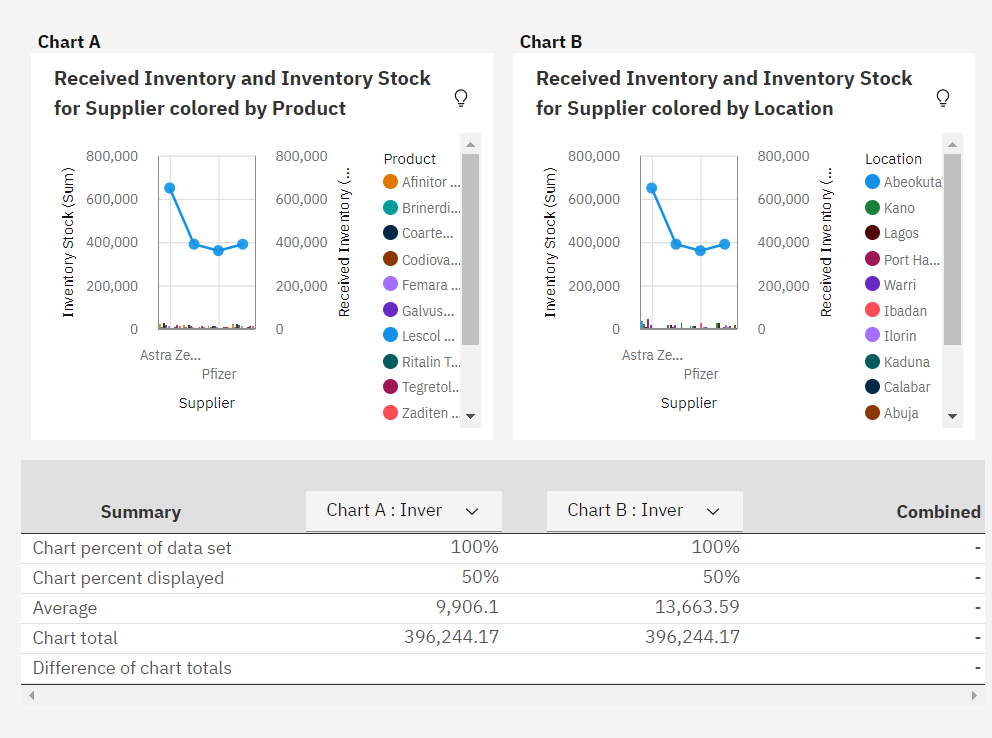 Chart A
Received Inventory and Inventory Stock
for Supplier colored by Product
Inventory Stock (Sum)
800,000
600,000
400,000
200,000
0
800,000
600,000
400,000
200,000
0
Received Inventory (...
Astra Ze...
Pfizer
Supplier
Product
Afinitor ...
Brinerdi...
Coarte...
Codiova...
Femara ...
Galvus...
Lescol ...
Ritalin T...
Tegretol...
Zaditen ...
Chart B
Received Inventory and Inventory Stock
for Supplier colored by Location
Inventory Stock (Sum)
800,000
600,000
400,000
200,000
0
800,000
600,000
400,000
200,000
0
Received Inventory (...
Astra Ze...
Pfizer
Supplier
Location
Abeokuta
Kano
Lagos
Port Ha...
Warri
Ibadan
Ilorin
Kaduna
Calabar
Abuja
Summary Chart A : Inver Chart B : Inver Combined
Chart percent of data set 100% 100% -
Chart percent displayed 50% 50% -
Average 9,906.1 13,663.59 -
Chart total 396,244.17 396,244.17 -
Difference of chart totals -